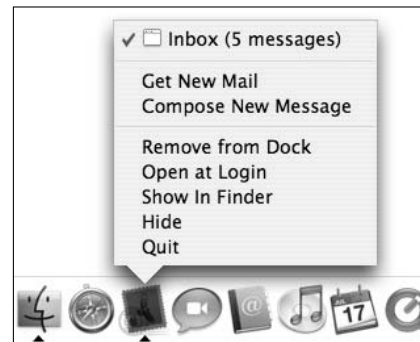 Inbox (5 messages)
Get New Mail
Compose New Message
Remove from Dock
Open at Login
Show In Finder
Hide
Quit
@
JUL
17